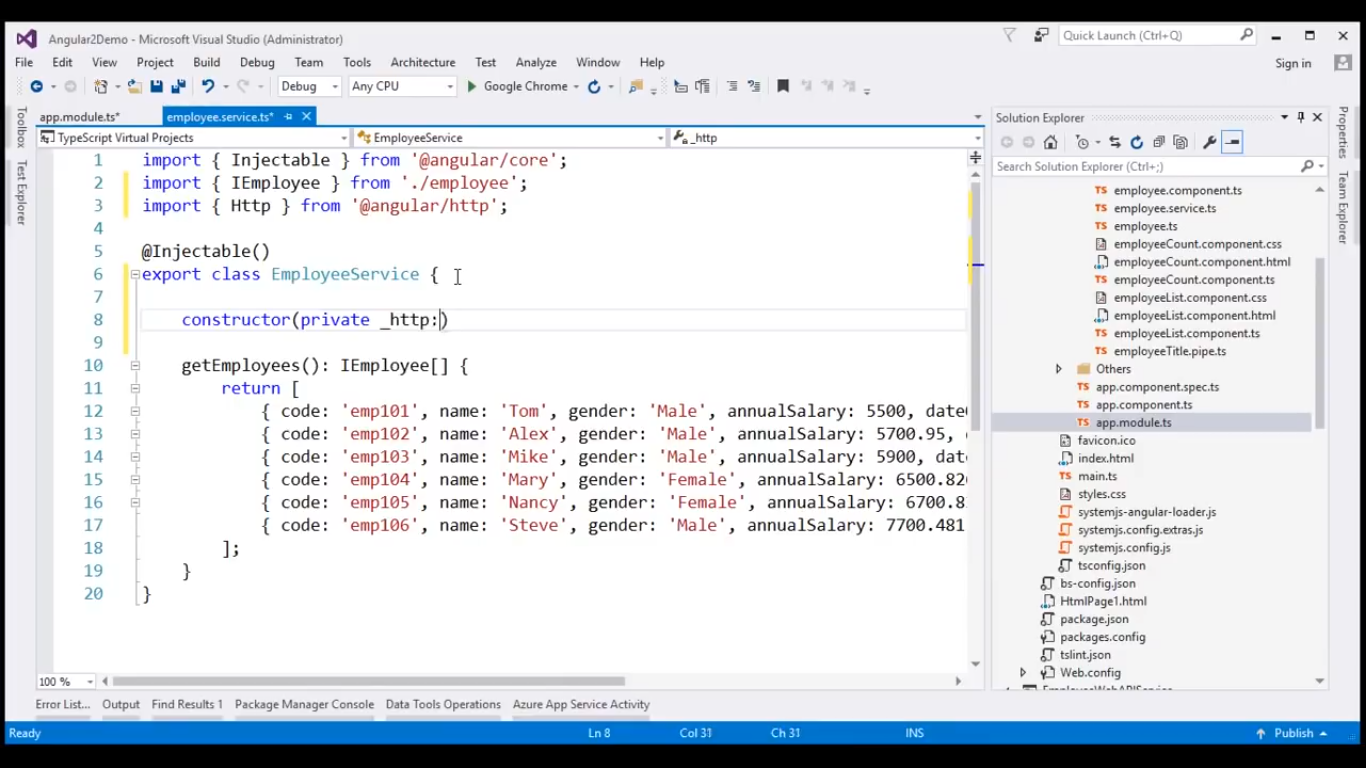 Angular2Demo - Microsoft Visual Studio (Administrator)
Quick Launch (Ctrl+Q)
File Edit View Project Build Debug Team Tools Architecture Test Analyze Window Help
Sign in
Debug Any CPU Google Chrome
app.module.ts* employee.service.ts*
TypeScript Virtual Projects EmployeeService _http
Toolbox
Test Explorer
1 import { Injectable } from '@angular/core';
2 import { IEmployee } from './employee';
3 import { Http } from '@angular/http';
4
5 @Injectable()
6 export class EmployeeService {
7
8 constructor(private _http:)
9
10 getEmployees(): IEmployee[] {
11 return [
12 { code: 'emp101', name: 'Tom', gender: 'Male', annualSalary: 5500, date
13 { code: 'emp102', name: 'Alex', gender: 'Male', annualSalary: 5700.95,
14 { code: 'emp103', name: 'Mike', gender: 'Male', annualSalary: 5900, dat
15 { code: 'emp104', name: 'Mary', gender: 'Female', annualSalary: 6500.82
16 { code: 'emp105', name: 'Nancy', gender: 'Female', annualSalary: 6700.8
17 { code: 'emp106', name: 'Steve', gender: 'Male', annualSalary: 7700.481
18 ];
19 }
20 }
100 %
Solution Explorer
Search Solution Explorer (Ctrl+;)
TS employee.component.ts
TS employee.service.ts
TS employee.ts
employeeCount.component.css
employeeCount.component.html
TS employeeCount.component.ts
employeeList.component.css
employeeList.component.html
TS employeeList.component.ts
TS employeeTitle.pipe.ts
Others
TS app.component.spec.ts
TS app.component.ts
TS app.module.ts
favicon.ico
index.html
TS main.ts
styles.css
systemjs-angular-loader.js
systemjs.config.extras.js
systemjs.config.js
TS tsconfig.json
bs-config.json
HtmlPage1.html
package.json
packages.config
tslint.json
Web.config
EmployeeWebAPIService
Properties
Team Explorer
Error List... Output Find Results 1 Package Manager Console Data Tools Operations Azure App Service Activity
Ready Ln 8 Col 31 Ch 31 INS Publish